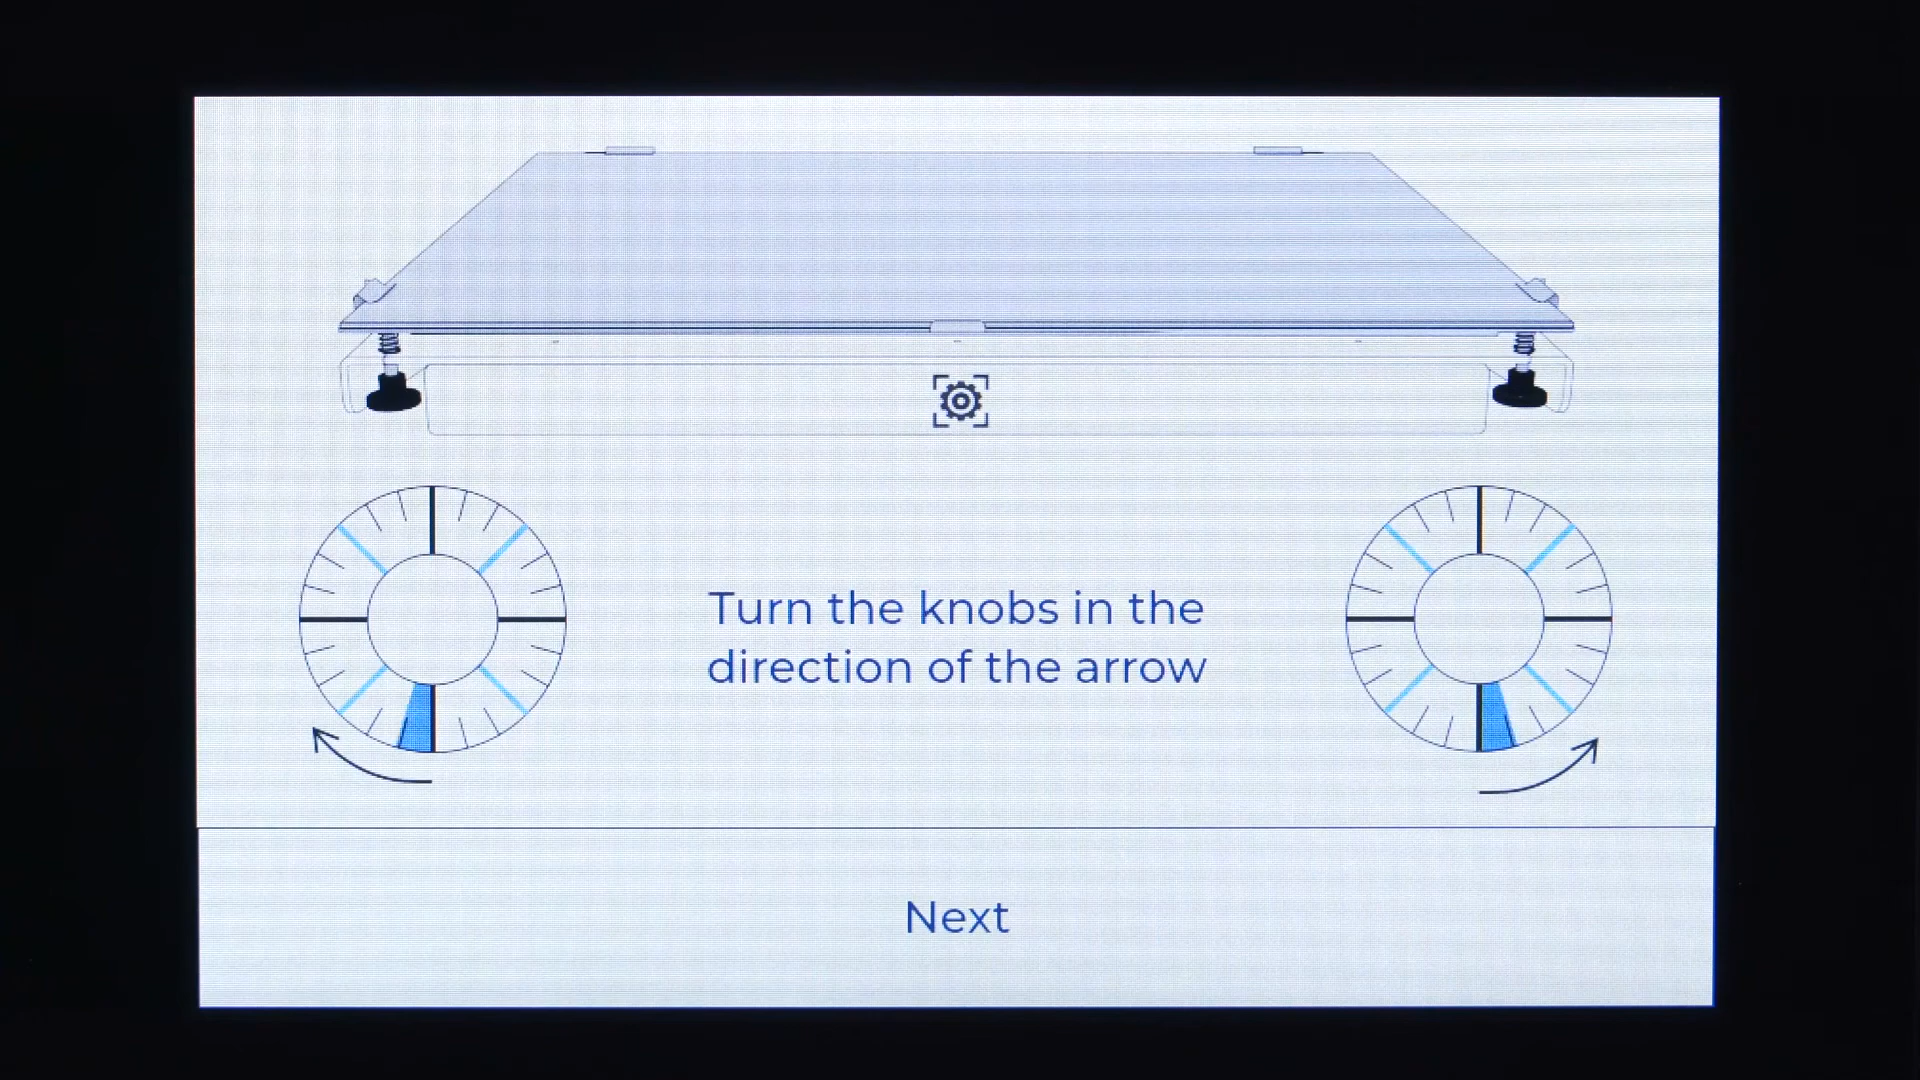 Turn the knobs in the
direction of the arrow
Next